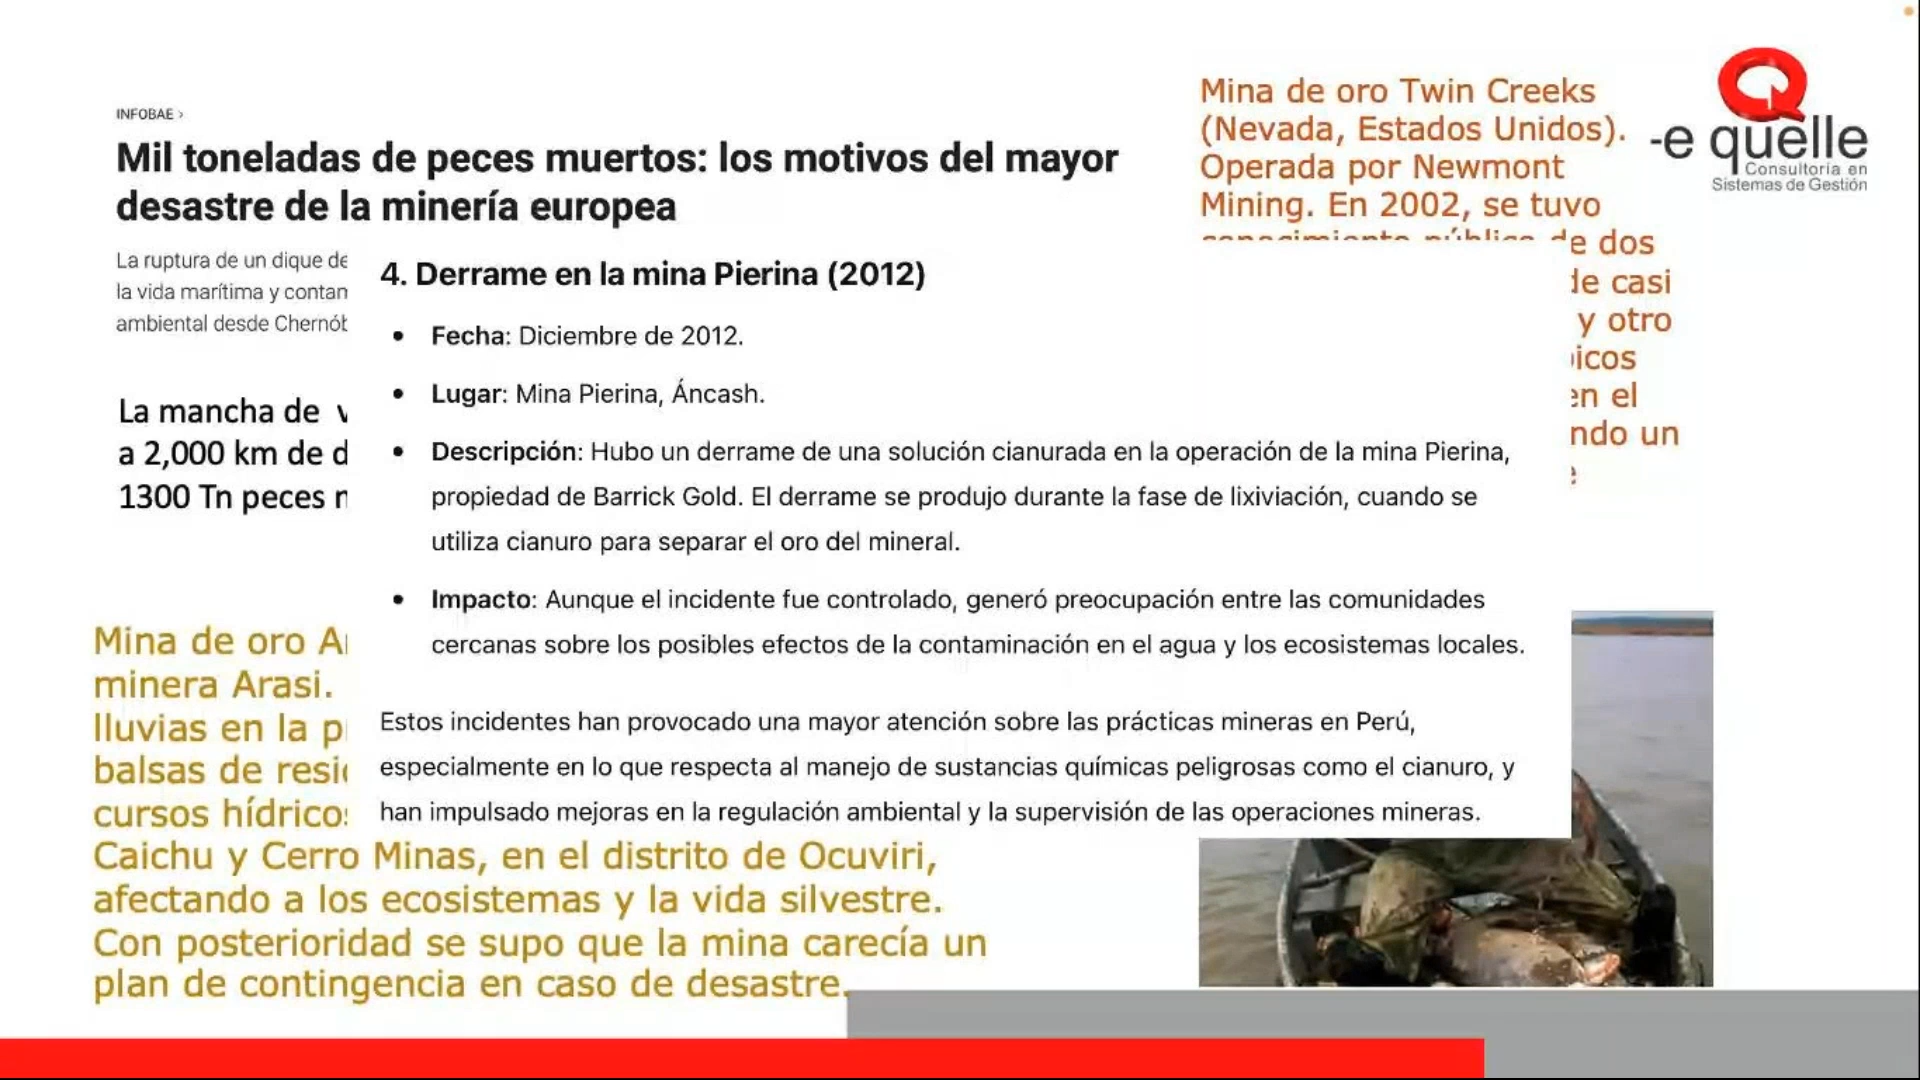 INFOBAE >
Mil toneladas de peces muertos: los motivos del mayor
desastre de la minería europea
La ruptura de un dique de
la vida marítima y contam
ambiental desde Chernób
La mancha de
a 2,000 km de d
1300 Tn peces
Mina de oro Twin Creeks
(Nevada, Estados Unidos).
Operada por Newmont
Mining. En 2002, se tuvo
conocimiento público de dos
de casi
y otro
en el
un
-e quelle
Consultoría en
Sistemas de Gestión
4. Derrame en la mina Pierina (2012)
• Fecha: Diciembre de 2012.
• Lugar: Mina Pierina, Áncash.
• Descripción: Hubo un derrame de una solución cianurada en la operación de la mina Pierina,
propiedad de Barrick Gold. El derrame se produjo durante la fase de lixiviación, cuando se
utiliza cianuro para separar el oro del mineral.
• Impacto: Aunque el incidente fue controlado, generó preocupación entre las comunidades
cercanas sobre los posibles efectos de la contaminación en el agua y los ecosistemas locales.
Estos incidentes han provocado una mayor atención sobre las prácticas mineras en Perú,
especialmente en lo que respecta al manejo de sustancias químicas peligrosas como el cianuro, y
han impulsado mejoras en la regulación ambiental y la supervisión de las operaciones mineras.
Mina de oro A
minera Arasi.
lluvias en la p
balsas de resi
cursos hídricos
Caichu y Cerro Minas, en el distrito de Ocuviri,
afectando a los ecosistemas y la vida silvestre.
Con posterioridad se supo que la mina carecía un
plan de contingencia en caso de desastre.